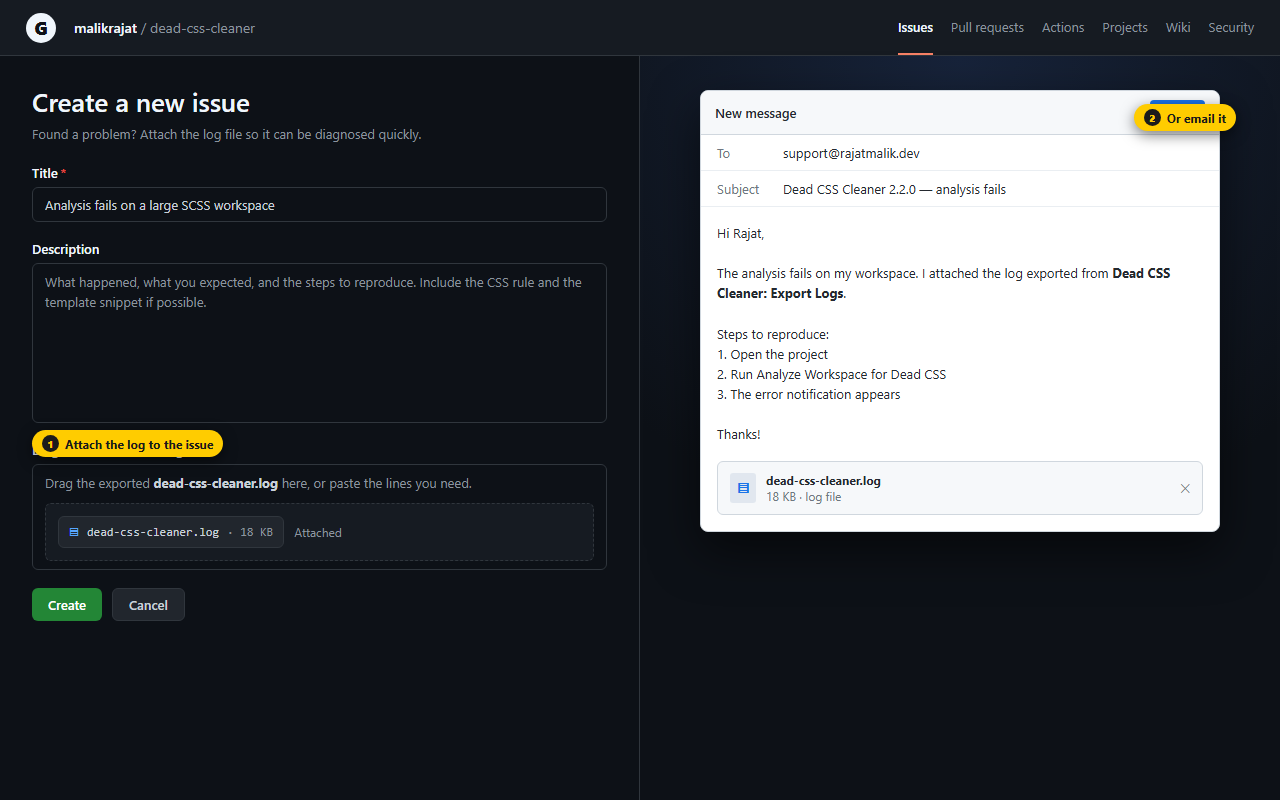 G malikrajat / dead-css-cleaner
Issues Pull requests Actions Projects Wiki Security
Create a new issue
Found a problem? Attach the log file so it can be diagnosed quickly.
Title *
Analysis fails on a large SCSS workspace
Description
What happened, what you expected, and the steps to reproduce. Include the CSS rule and the
template snippet if possible.
1 Attach the log to the issue
Drag the exported dead-css-cleaner.log here, or paste the lines you need.
dead-css-cleaner.log · 18 KB Attached
Create Cancel
New message
2 Or email it
To support@rajatmalik.dev
Subject Dead CSS Cleaner 2.2.0 — analysis fails
Hi Rajat,
The analysis fails on my workspace. I attached the log exported from Dead CSS
Cleaner: Export Logs.
Steps to reproduce:
1. Open the project
2. Run Analyze Workspace for Dead CSS
3. The error notification appears
Thanks!
dead-css-cleaner.log
18 KB · log file